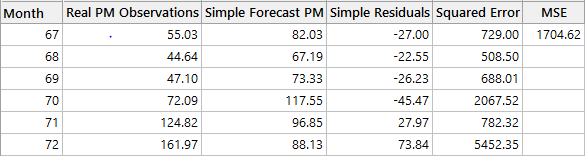 Month Real PM Observations Simple Forecast PM Simple Residuals Squared Error MSE
67 55.03 82.03 -27.00 729.00 1704.62
68 44.64 67.19 -22.55 508.50
69 47.10 73.33 -26.23 688.01
70 72.09 117.55 -45.47 2067.52
71 124.82 96.85 27.97 782.32
72 161.97 88.13 73.84 5452.35